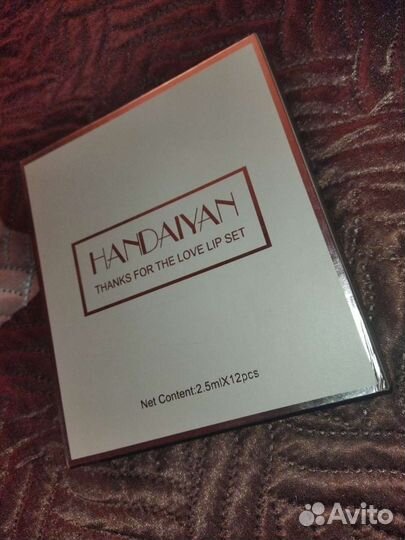 HANDAIYAN
THANKS FOR THE LOVE LIP SET
Net Content:2.5mlX12pcs
Avito